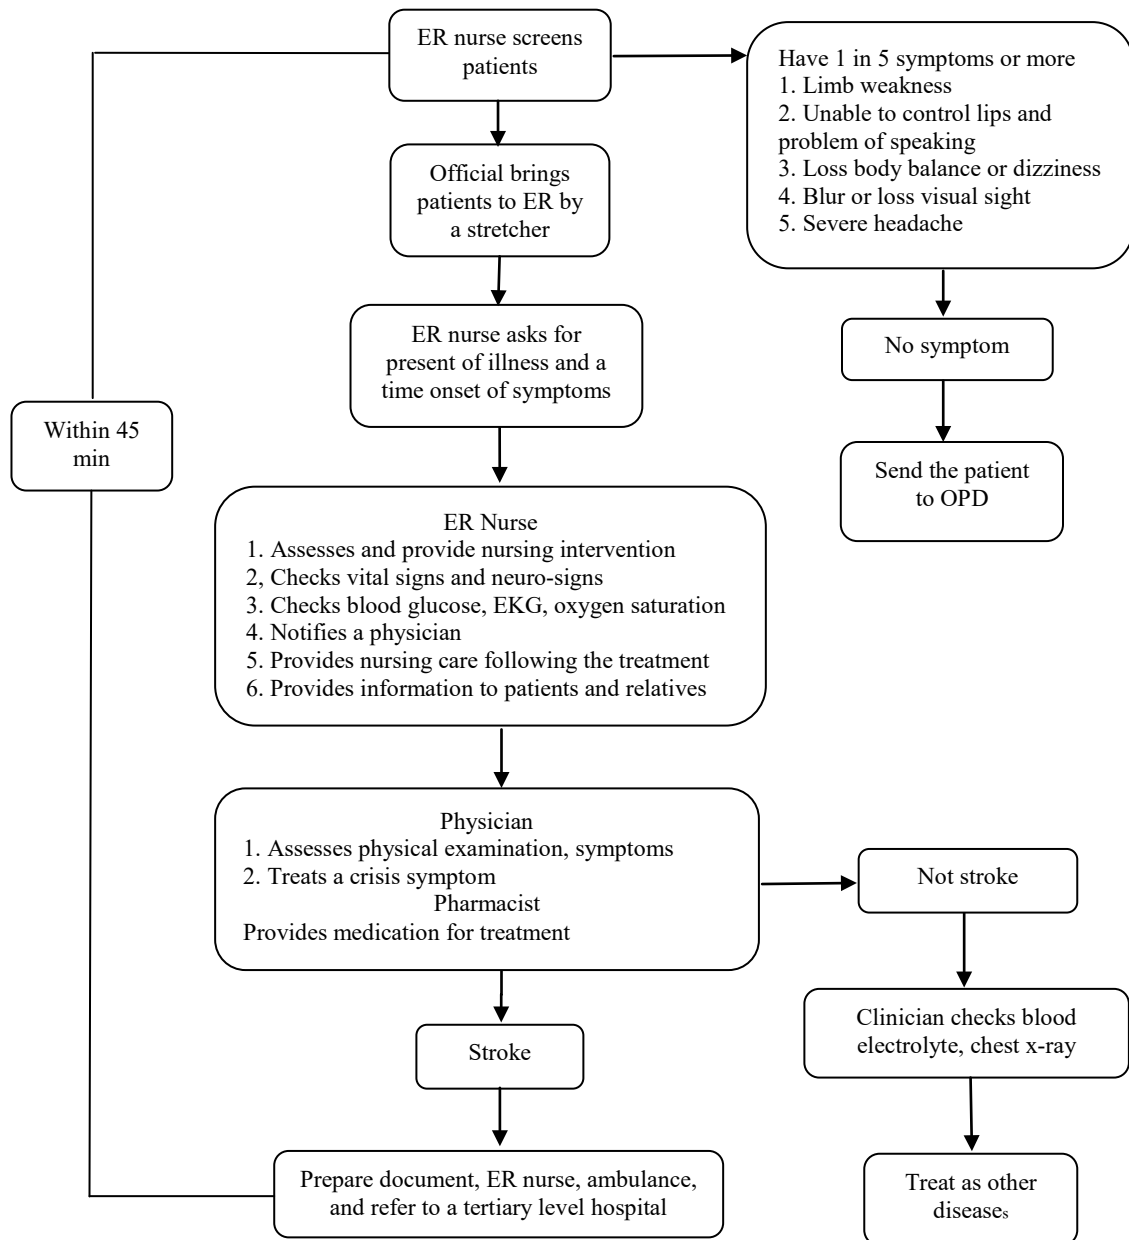 ER nurse screens
patients
Have 1 in 5 symptoms or more
1. Limb weakness
2. Unable to control lips and
problem of speaking
3. Loss body balance or dizziness
4. Blur or loss visual sight
5. Severe headache
Official brings
patients to ER by
a stretcher
ER nurse asks for
present of illness and a
time onset of symptoms
No symptom
Send the patient
to OPD
Within 45
min
ER Nurse
1. Assesses and provide nursing intervention
2, Checks vital signs and neuro-signs
3. Checks blood glucose, EKG, oxygen saturation
4. Notifies a physician
5. Provides nursing care following the treatment
6. Provides information to patients and relatives
Physician
1. Assesses physical examination, symptoms
2. Treats a crisis symptom
Pharmacist
Provides medication for treatment
Not stroke
Clinician checks blood
electrolyte, chest x-ray
Treat as other
diseases
Stroke
Prepare document, ER nurse, ambulance,
and refer to a tertiary level hospital